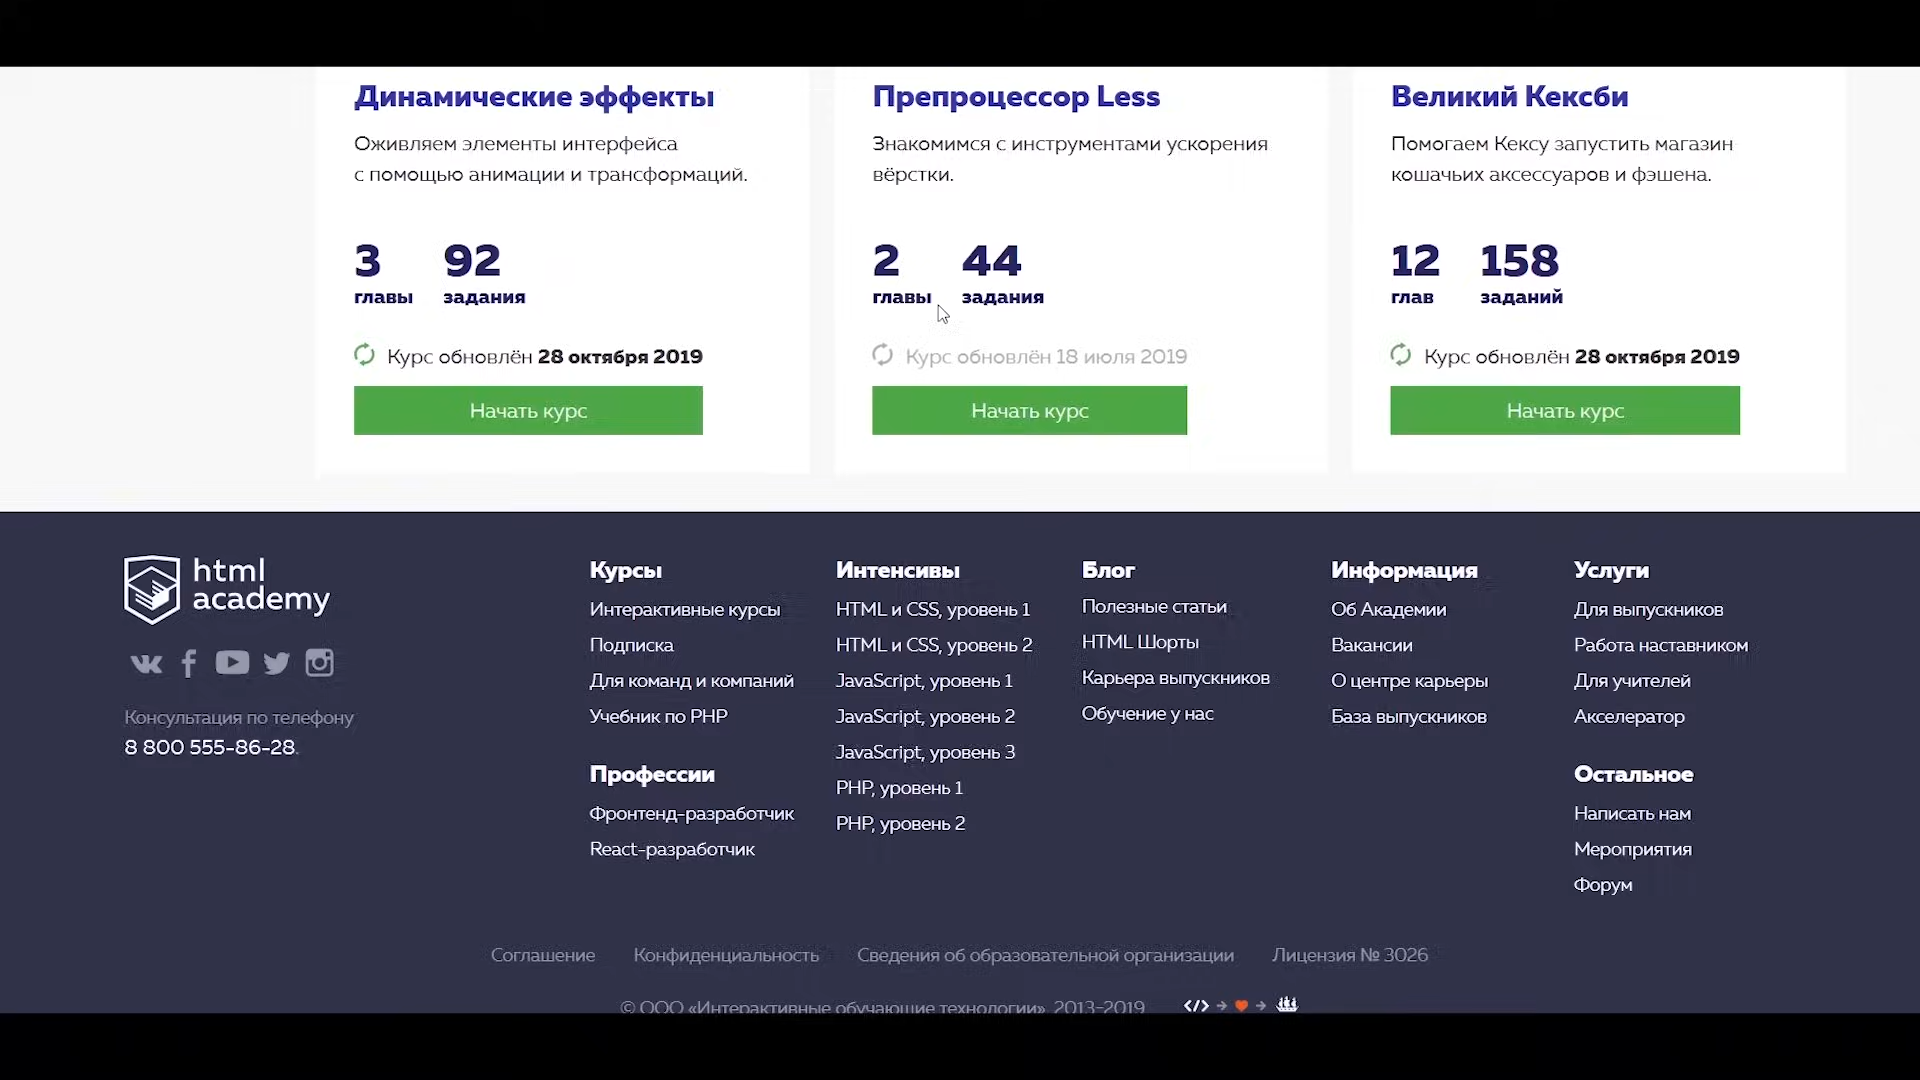 Динамические эффекты
Оживляем элементы интерфейса
с помощью анимации и трансформаций.
3 92
главы задания
Курс обновлён 28 октября 2019
Начать курс
Препроцессор Less
Знакомимся с инструментами ускорения
вёрстки.
2 44
главы задания
Курс обновлён 18 июля 2019
Начать курс
Великий Кексби
Помогаем Кексу запустить магазин
кошачьих аксессуаров и фэшена.
12 158
глав заданий
Курс обновлён 28 октября 2019
Начать курс
html
academy
Консультация по телефону
8 800 555-86-28.
Курсы
Интерактивные курсы
Подписка
Для команд и компаний
Учебник по PHP
Профессии
Фронтенд-разработчик
React-разработчик
Интенсивы
HTML и CSS, уровень 1
HTML и CSS, уровень 2
JavaScript, уровень 1
JavaScript, уровень 2
JavaScript, уровень 3
PHP, уровень 1
PHP, уровень 2
Блог
Полезные статьи
HTML Шорты
Карьера выпускников
Обучение у нас
Информация
Об Академии
Вакансии
О центре карьеры
База выпускников
Услуги
Для выпускников
Работа наставником
Для учителей
Акселератор
Остальное
Написать нам
Мероприятия
Форум
Соглашение Конфиденциальность Сведения об образовательной организации Лицензия № 3026
© ООО «Интерактивные обучающие технологии», 2013−2019